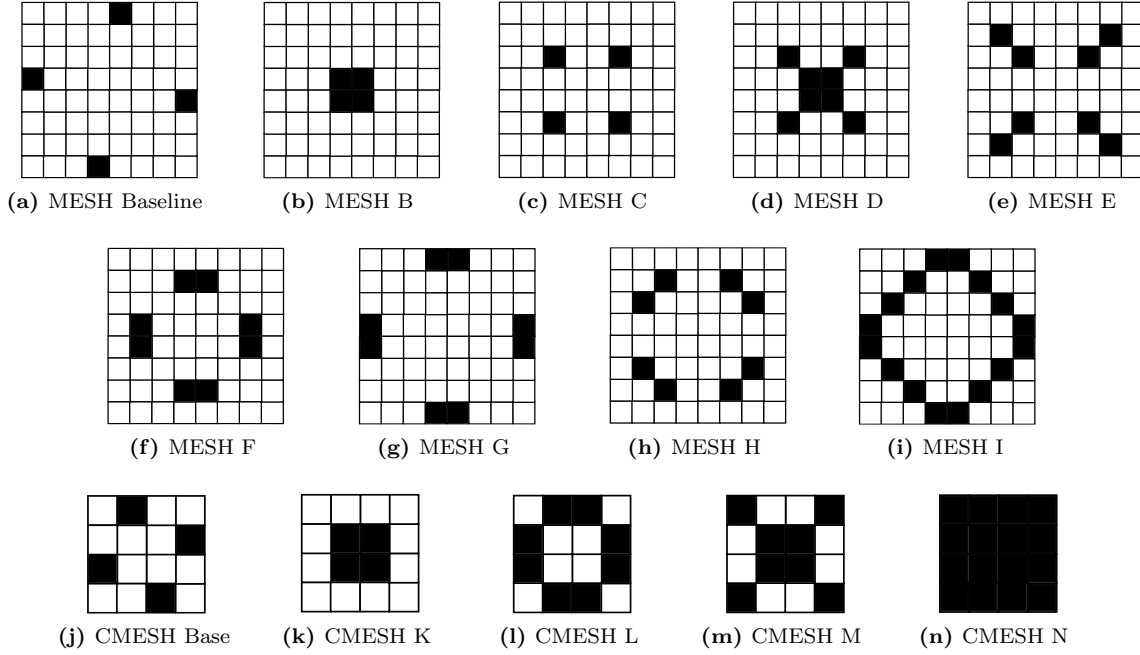 (a) MESH Baseline
(b) MESH B
(c) MESH C
(d) MESH D
(e) MESH E
(f) MESH F
(g) MESH G
(h) MESH H
(i) MESH I
(j) CMESH Base
(k) CMESH K
(l) CMESH L
(m) CMESH M
(n) CMESH N